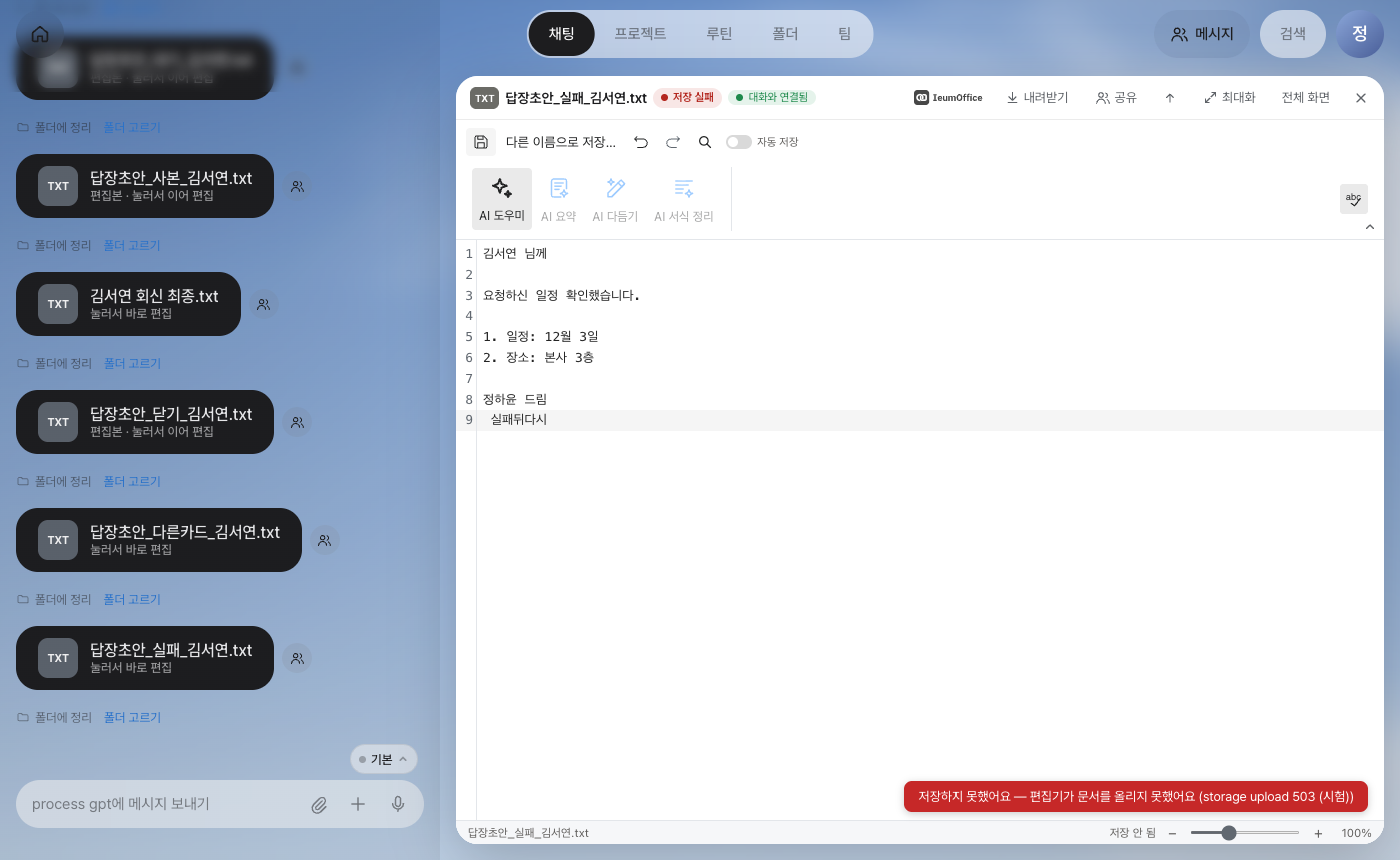 채팅 프로젝트 루틴 폴더 팀
메시지 검색 정
폴더에 정리 폴더 고르기
TXT 답장초안_사본_김서연.txt
편집본 · 눌러서 이어 편집
폴더에 정리 폴더 고르기
TXT 김서연 회신 최종.txt
눌러서 바로 편집
폴더에 정리 폴더 고르기
TXT 답장초안_닫기_김서연.txt
편집본 · 눌러서 이어 편집
폴더에 정리 폴더 고르기
TXT 답장초안_다른카드_김서연.txt
눌러서 바로 편집
폴더에 정리 폴더 고르기
TXT 답장초안_실패_김서연.txt
눌러서 바로 편집
폴더에 정리 폴더 고르기
기본
process gpt에 메시지 보내기
TXT 답장초안_실패_김서연.txt 저장 실패 대화와 연결됨 IeumOffice 내려받기 공유 최대화 전체 화면
다른 이름으로 저장... 자동 저장
AI 도우미 AI 요약 AI 다듬기 AI 서식 정리 abc
1 김서연 님께
2
3 요청하신 일정 확인했습니다.
4
5 1. 일정: 12월 3일
6 2. 장소: 본사 3층
7
8 정하윤 드림
9 실패뒤다시
저장하지 못했어요 — 편집기가 문서를 올리지 못했어요 (storage upload 503 (시험))
답장초안_실패_김서연.txt 저장 안 됨 − + 100%